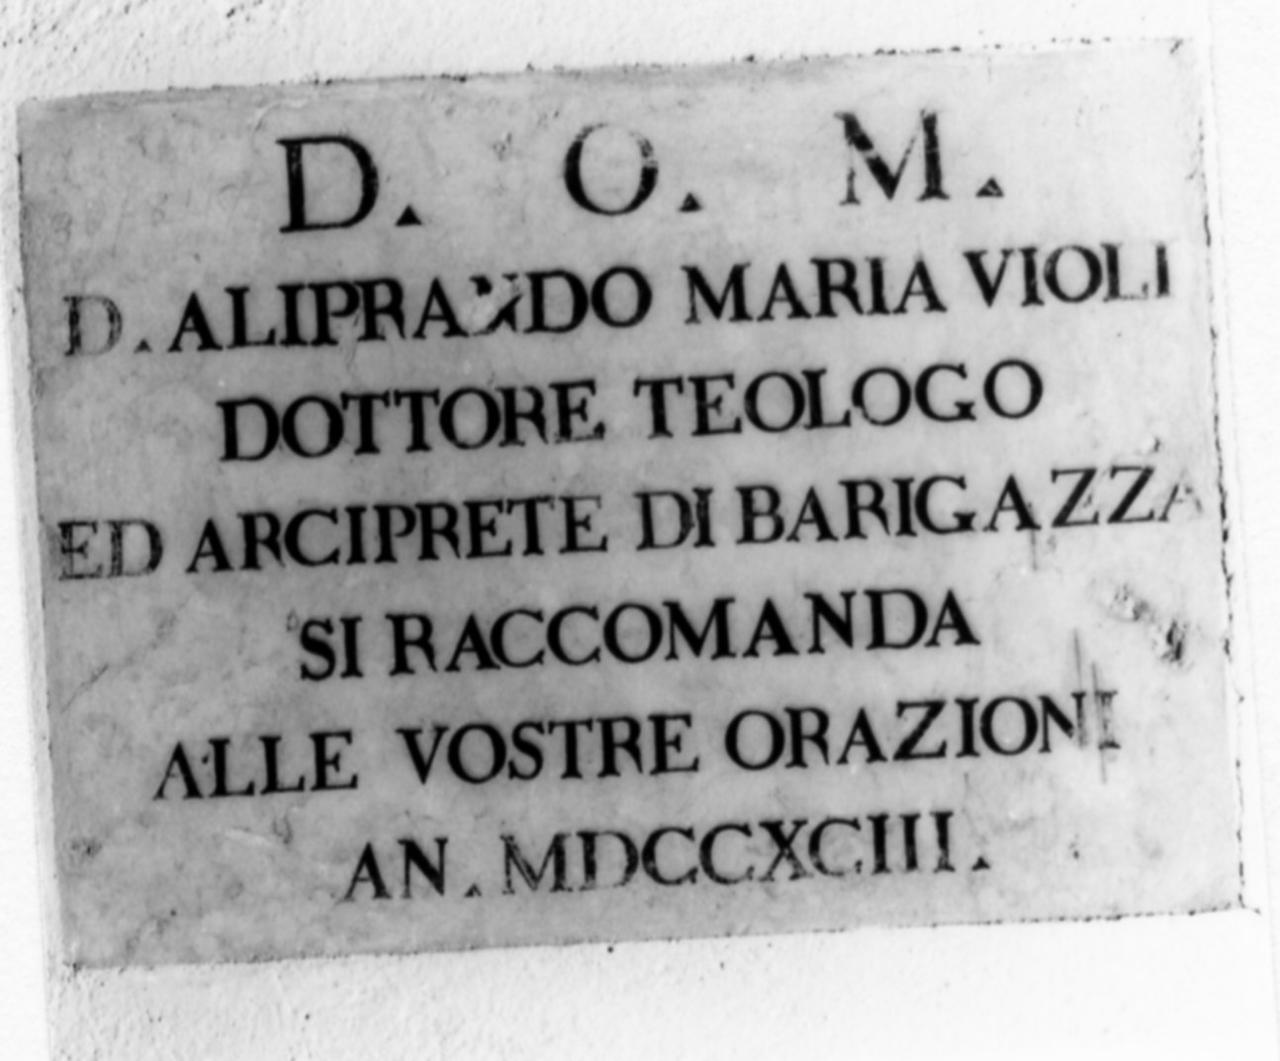 D. O. M.
D. ALIPRANDO MARIA VIOLI
DOTTORE TEOLOGO
ED ARCIPRETE DI BARIGAZZA
SI RACCOMANDA
ALLE VOSTRE ORAZIONI
AN. MDCCXCIII.